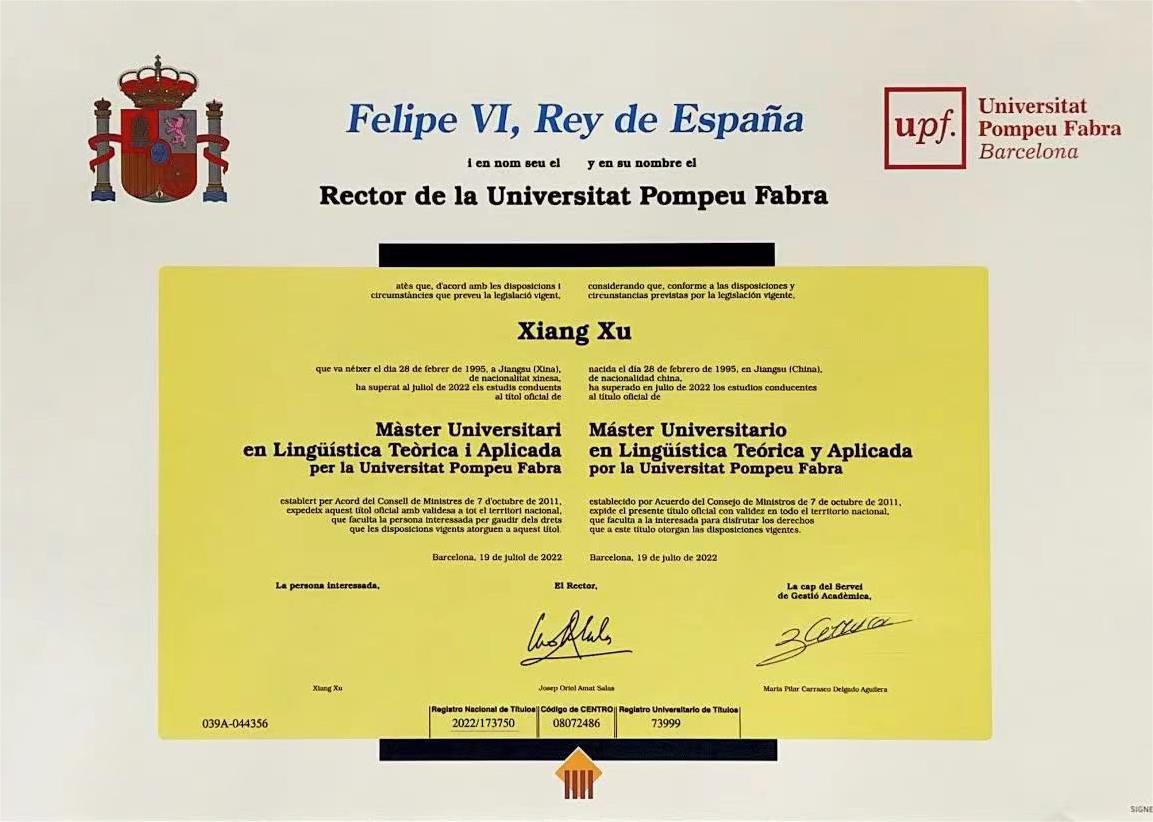 Felipe VI, Rey de España
upf.
Universitat
Pompeu Fabra
Barcelona
i en nom seu el
y en su nombre el
Rector de la Universitat Pompeu Fabra
atès que, d'acord amb les disposicions i
circumstàncies que preveu la legislació vigent,
considerando que, conforme a las disposiciones y
circunstancias previstas por la legislación vigente,
Xiang Xu
que va néixer el dia 28 de febrer de 1995, a Jiangsu (Xina),
de nacionalitat xinesa,
ha superat al juliol de 2022 els estudis conduents
al títol oficial de
nacida el día 28 de febrero de 1995, en Jiangsu (China),
de nacionalidad china,
ha superado en julio de 2022 los estudios conducentes
al título oficial de
Màster Universitari
en Lingüística Teòrica i Aplicada
per la Universitat Pompeu Fabra
Máster Universitario
en Lingüística Teórica y Aplicada
por la Universitat Pompeu Fabra
establert per Acord del Consell de Ministres de 7 d'octubre de 2011,
expedeix aquest títol oficial amb validesa a tot el territori nacional,
que faculta la persona interessada per gaudir dels drets
que les disposicions vigents atorguen a aquest títol.
establecido por Acuerdo del Consejo de Ministros de 7 de octubre de 2011,
expide el presente título oficial con validez en todo el territorio nacional,
que faculta a la interesada para disfrutar los derechos
que a este título otorgan las disposiciones vigentes.
Barcelona, 19 de juliol de 2022
Barcelona, 19 de julio de 2022
La persona interessada,
El Rector,
La cap del Servei
de Gestió Acadèmica,
Xiang Xu
Josep Oriol Amat Salas
Maria Pilar Carrasco Delgado Aguilera
039A-044356
Registro Nacional de Títulos
2022/173750
Código de CENTRO
08072486
Registro Universitario de Títulos
73999
SIGNE